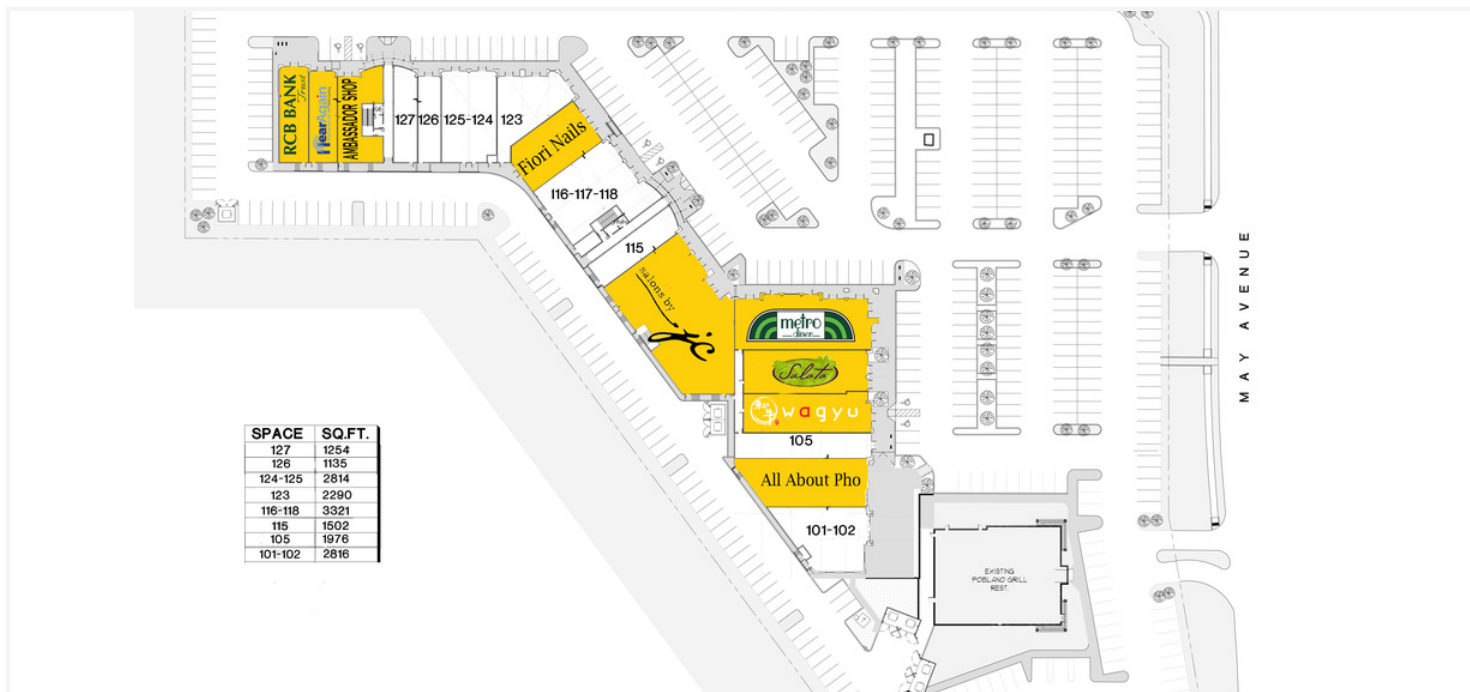 RCB BANK
Trust
HearAgain
AMBASSADOR SHOP
127
126
125-124
123
Fiori Nails
116-117-118
115
salons by
jc
metro
diner
Salata
wagyu
105
All About Pho
101-102
EXISTING
POBLANO GRILL
REST.
MAY AVENUE
SPACE SQ.FT.
127 1254
126 1135
124-125 2814
123 2290
116-118 3321
115 1502
105 1976
101-102 2816